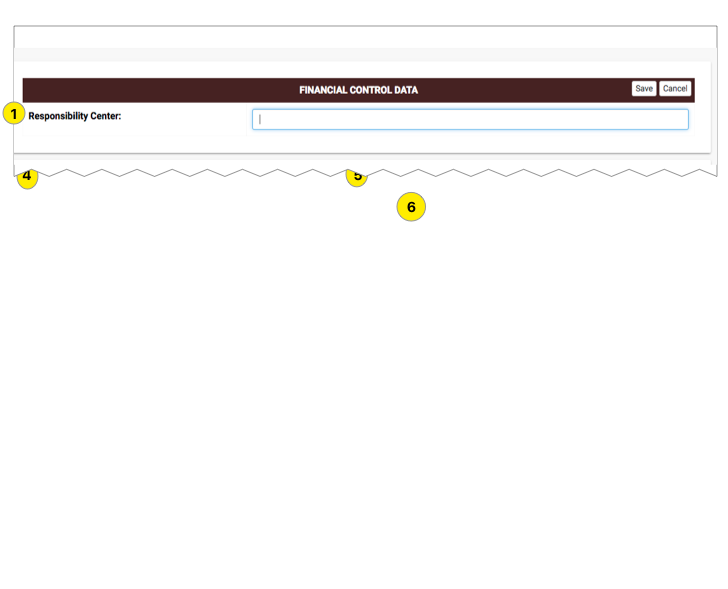 FINANCIAL CONTROL DATA Save Cancel
1 Responsibility Center:
4 5
6